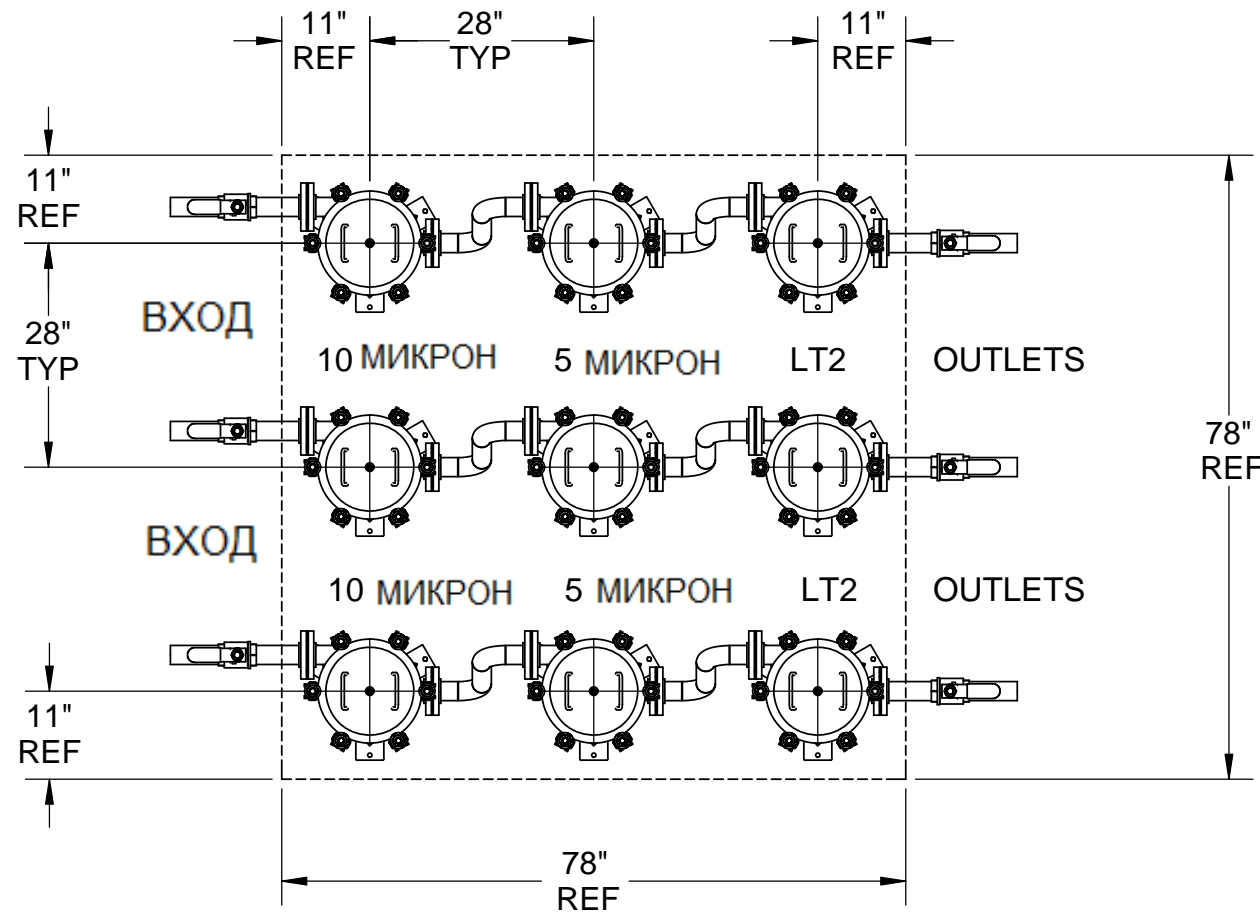 11" 28" 11"
REF TYP REF
11"
REF
ВХОД
28"
TYP
10 МИКРОН 5 МИКРОН LT2 OUTLETS
78"
REF
ВХОД
10 МИКРОН 5 МИКРОН LT2 OUTLETS
11"
REF
78"
REF